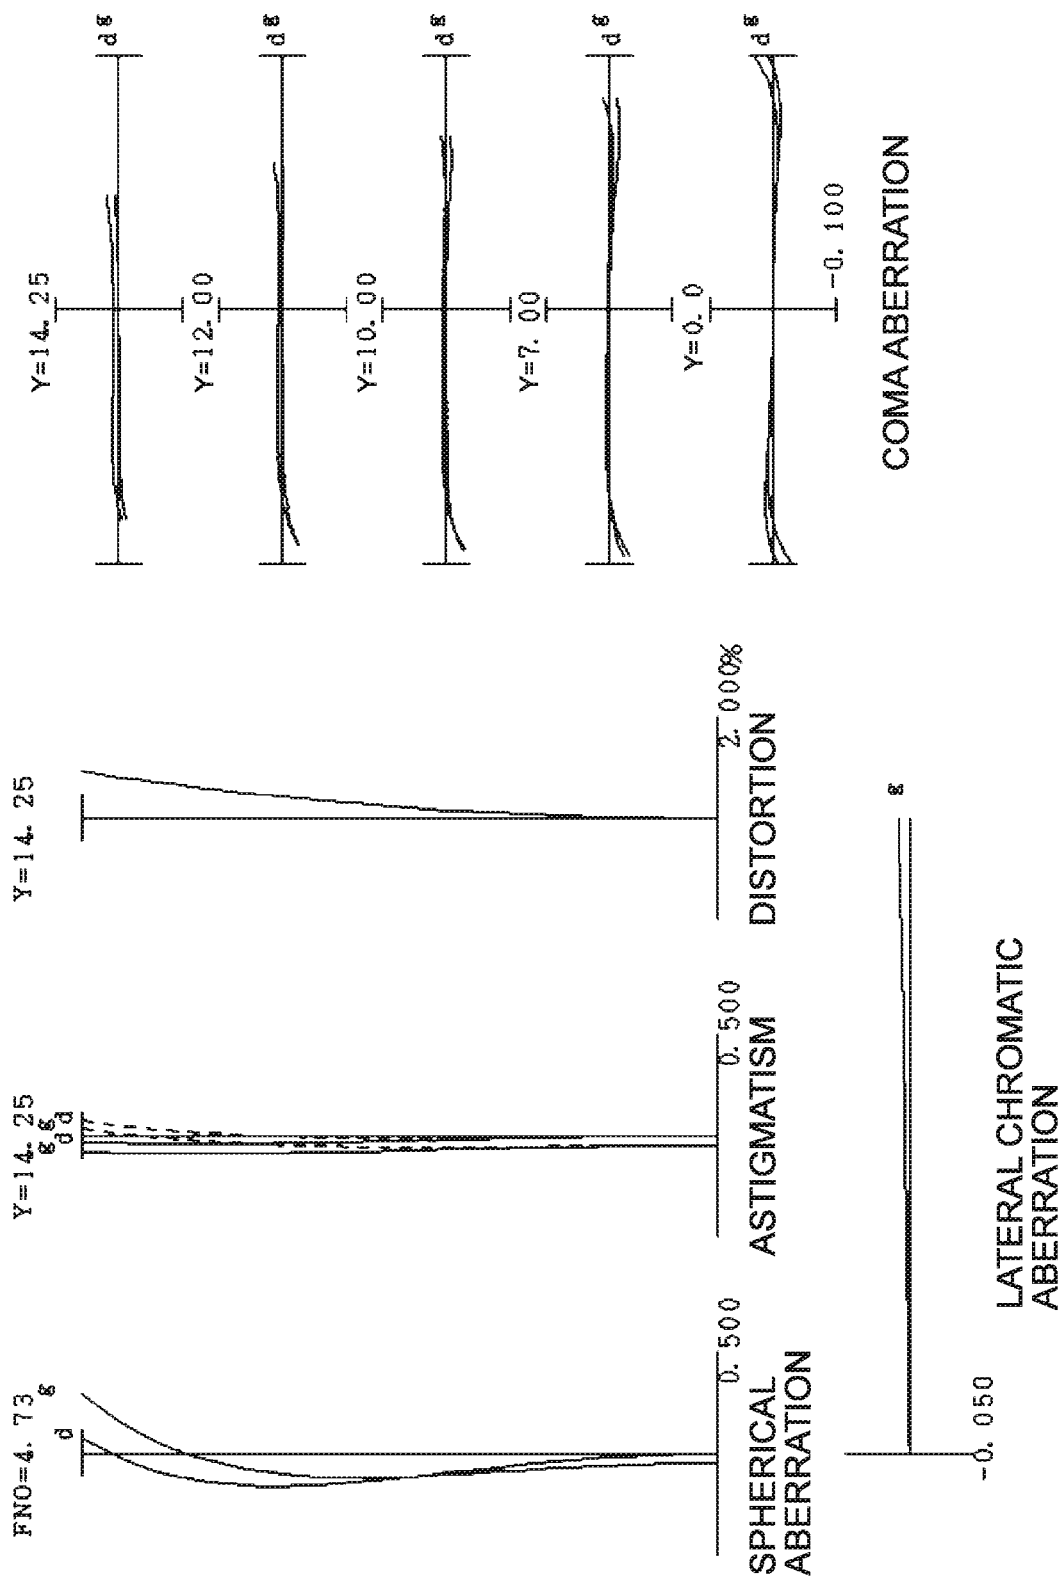 FNO=4. 73
d
g
SPHERICAL
ABERRATION
0. 500
Y=14. 25
g
d
g
d
ASTIGMATISM
0. 500
Y=14. 25
DISTORTION
2. 000%
LATERAL CHROMATIC
ABERRATION
-0. 050
g
Y=14. 25
d
g
Y=12. 00
d
g
Y=10. 00
d
g
Y=7. 00
d
g
Y=0. 0
d
g
-0. 100
COMA ABERRATION